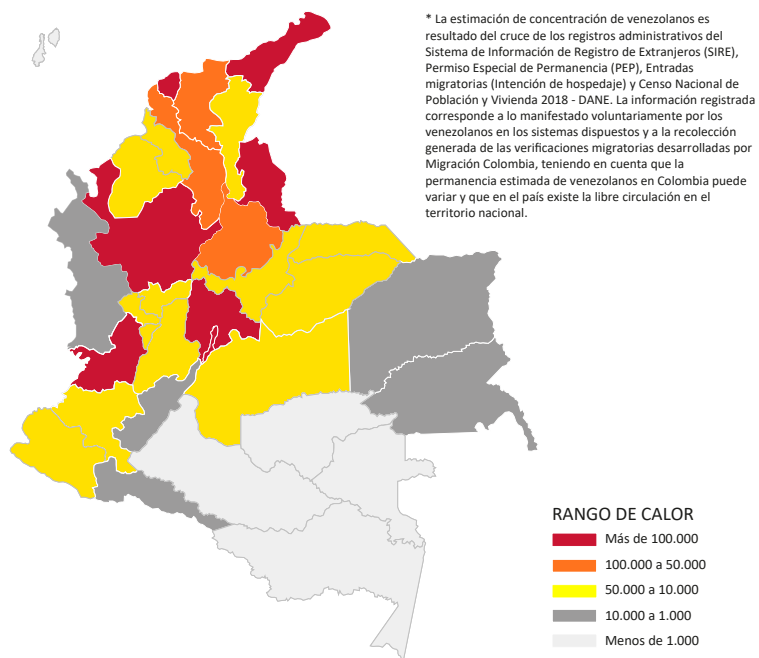 * La estimación de concentración de venezolanos es
resultado del cruce de los registros administrativos del
Sistema de Información de Registro de Extranjeros (SIRE),
Permiso Especial de Permanencia (PEP), Entradas
migratorias (Intención de hospedaje) y Censo Nacional de
Población y Vivienda 2018 - DANE. La información registrada
corresponde a lo manifestado voluntariamente por los
venezolanos en los sistemas dispuestos y a la recolección
generada de las verificaciones migratorias desarrolladas por
Migración Colombia, teniendo en cuenta que la
permanencia estimada de venezolanos en Colombia puede
variar y que en el país existe la libre circulación en el
territorio nacional.
RANGO DE CALOR
Más de 100.000
100.000 a 50.000
50.000 a 10.000
10.000 a 1.000
Menos de 1.000